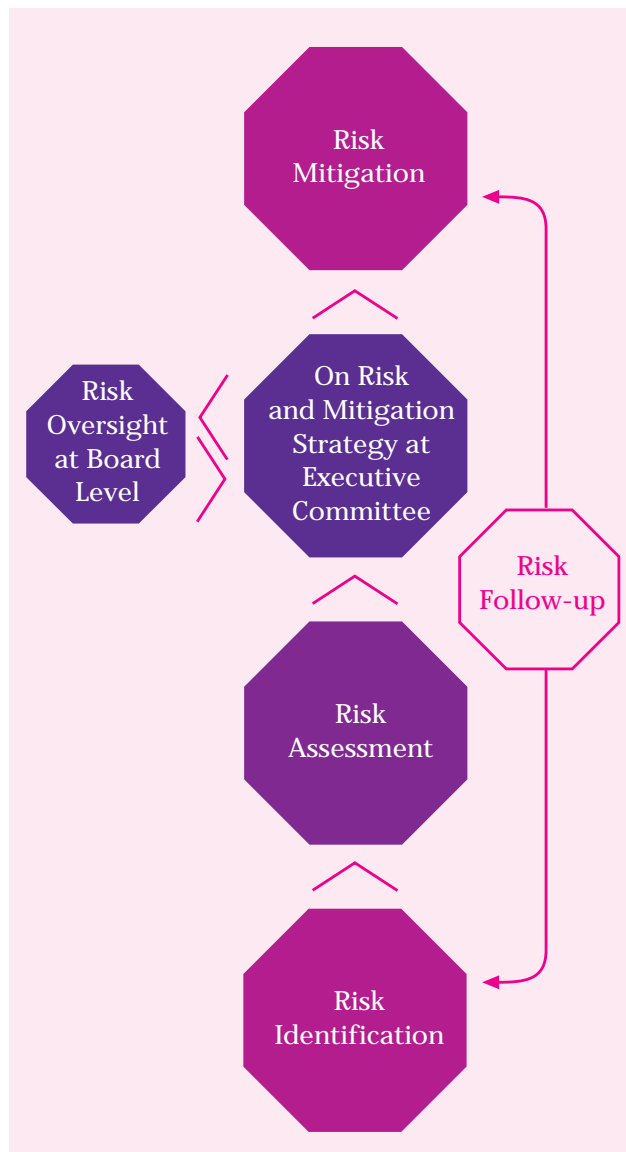 Risk
Mitigation
On Risk
and Mitigation
Strategy at
Executive
Committee
Risk
Oversight
at Board
Level
Risk
Follow-up
Risk
Assessment
Risk
Identification